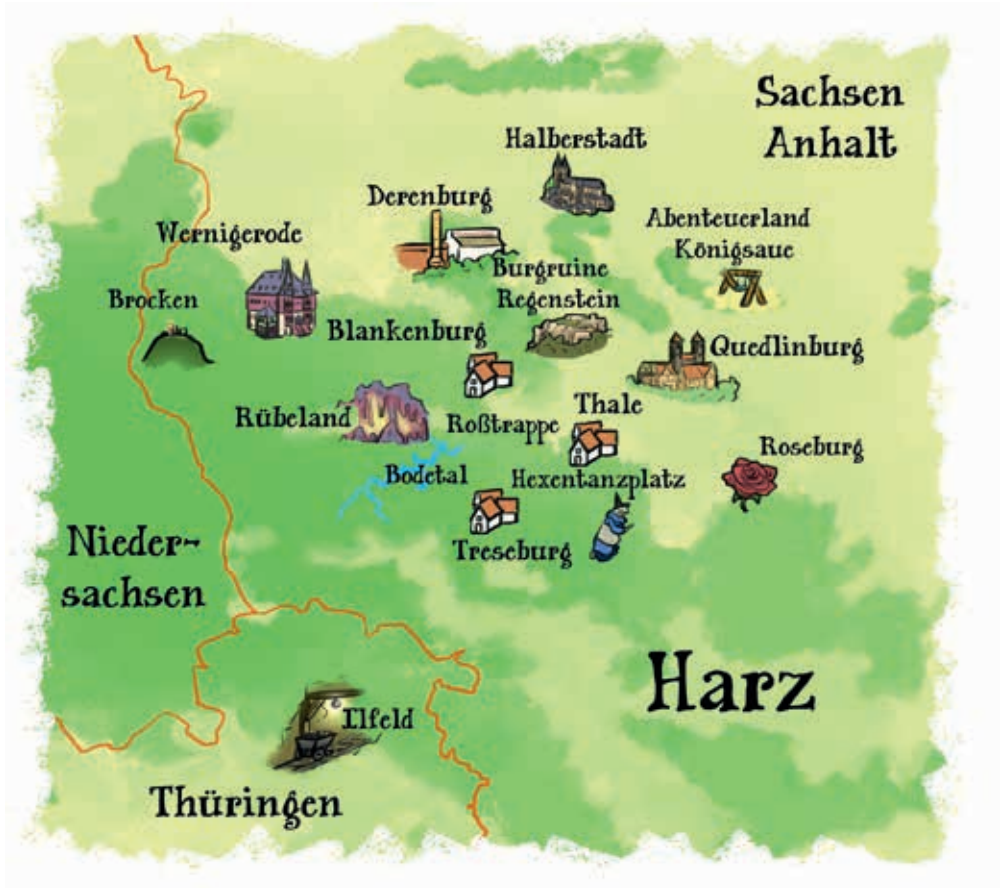 Sachsen
Anhalt
Halberstadt
Derenburg
Abenteuerland
Königsaue
Wernigerode
Burgruine
Regenstein
Brocken
Blankenburg
Quedlinburg
Thale
Rübeland
Roßtrappe
Roseburg
Bodetal
Hexentanzplatz
Treseburg
Nieder-
sachsen
Harz
Ilfeld
Thüringen